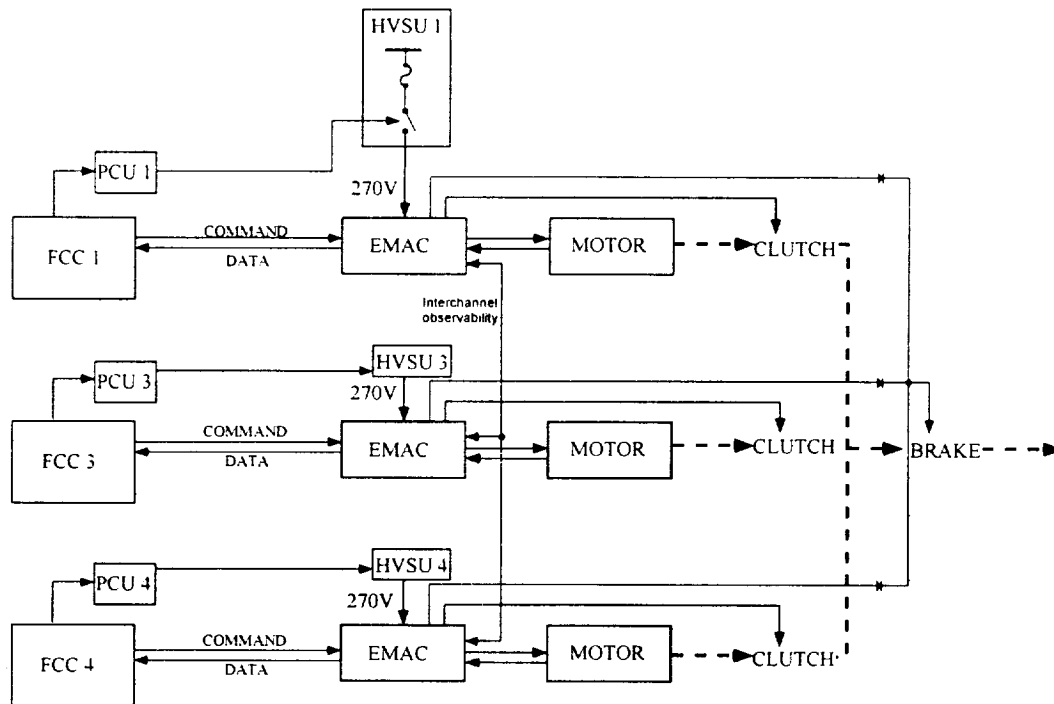 HVSU 1
PCU 1
270V
FCC 1
COMMAND
DATA
EMAC
MOTOR
CLUTCH
Interchannel
observability
PCU 3
HVSU 3
270V
FCC 3
COMMAND
DATA
EMAC
MOTOR
CLUTCH
BRAKE
PCU 4
HVSU 4
270V
FCC 4
COMMAND
DATA
EMAC
MOTOR
CLUTCH